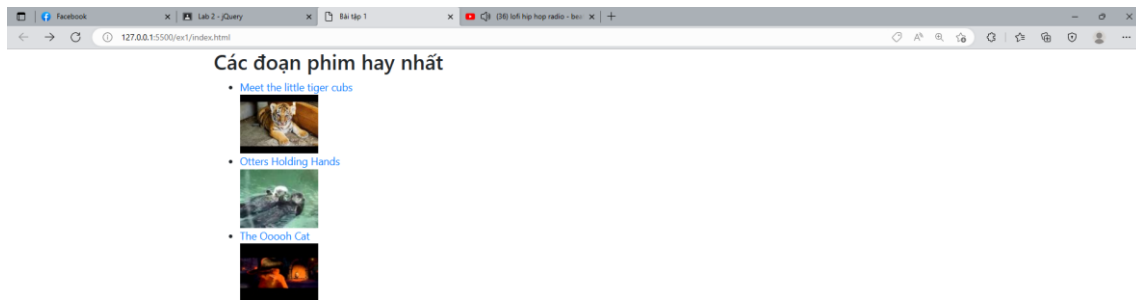 Facebook
Lab 2 - jQuery
Bài tập 1
(36) lofi hip hop radio - bea
127.0.0.1:5500/ex1/index.html
Các đoạn phim hay nhất
Meet the little tiger cubs
Otters Holding Hands
The Ooooh Cat